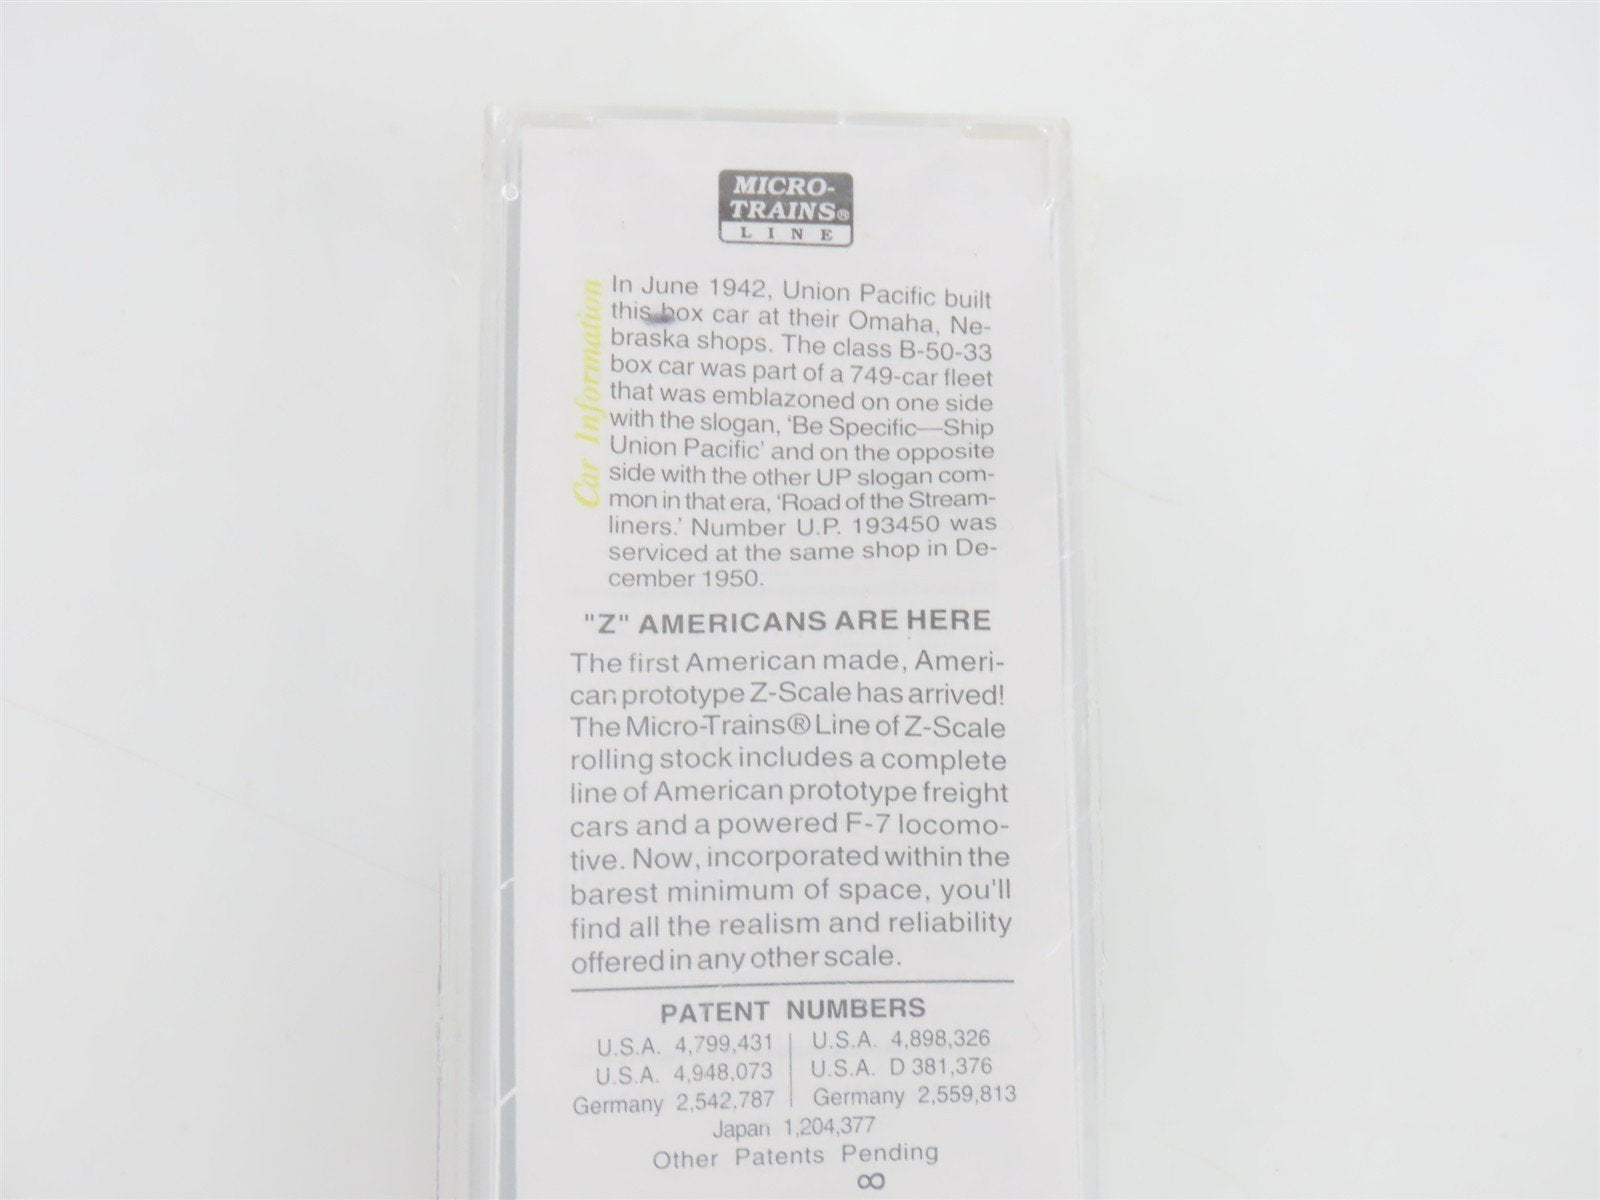 MICRO-
TRAINS®
LINE
Car Information
In June 1942, Union Pacific built
this box car at their Omaha, Ne-
braska shops. The class B-50-33
box car was part of a 749-car fleet
that was emblazoned on one side
with the slogan, 'Be Specific—Ship
Union Pacific' and on the opposite
side with the other UP slogan com-
mon in that era, 'Road of the Stream-
liners.' Number U.P. 193450 was
serviced at the same shop in De-
cember 1950.
"Z" AMERICANS ARE HERE
The first American made, Ameri-
can prototype Z-Scale has arrived!
The Micro-Trains® Line of Z-Scale
rolling stock includes a complete
line of American prototype freight
cars and a powered F-7 locomo-
tive. Now, incorporated within the
barest minimum of space, you'll
find all the realism and reliability
offered in any other scale.
PATENT NUMBERS
U.S.A. 4,799,431 | U.S.A. 4,898,326
U.S.A. 4,948,073 | U.S.A. D 381,376
Germany 2,542,787 | Germany 2,559,813
Japan 1,204,377
Other Patents Pending
∞